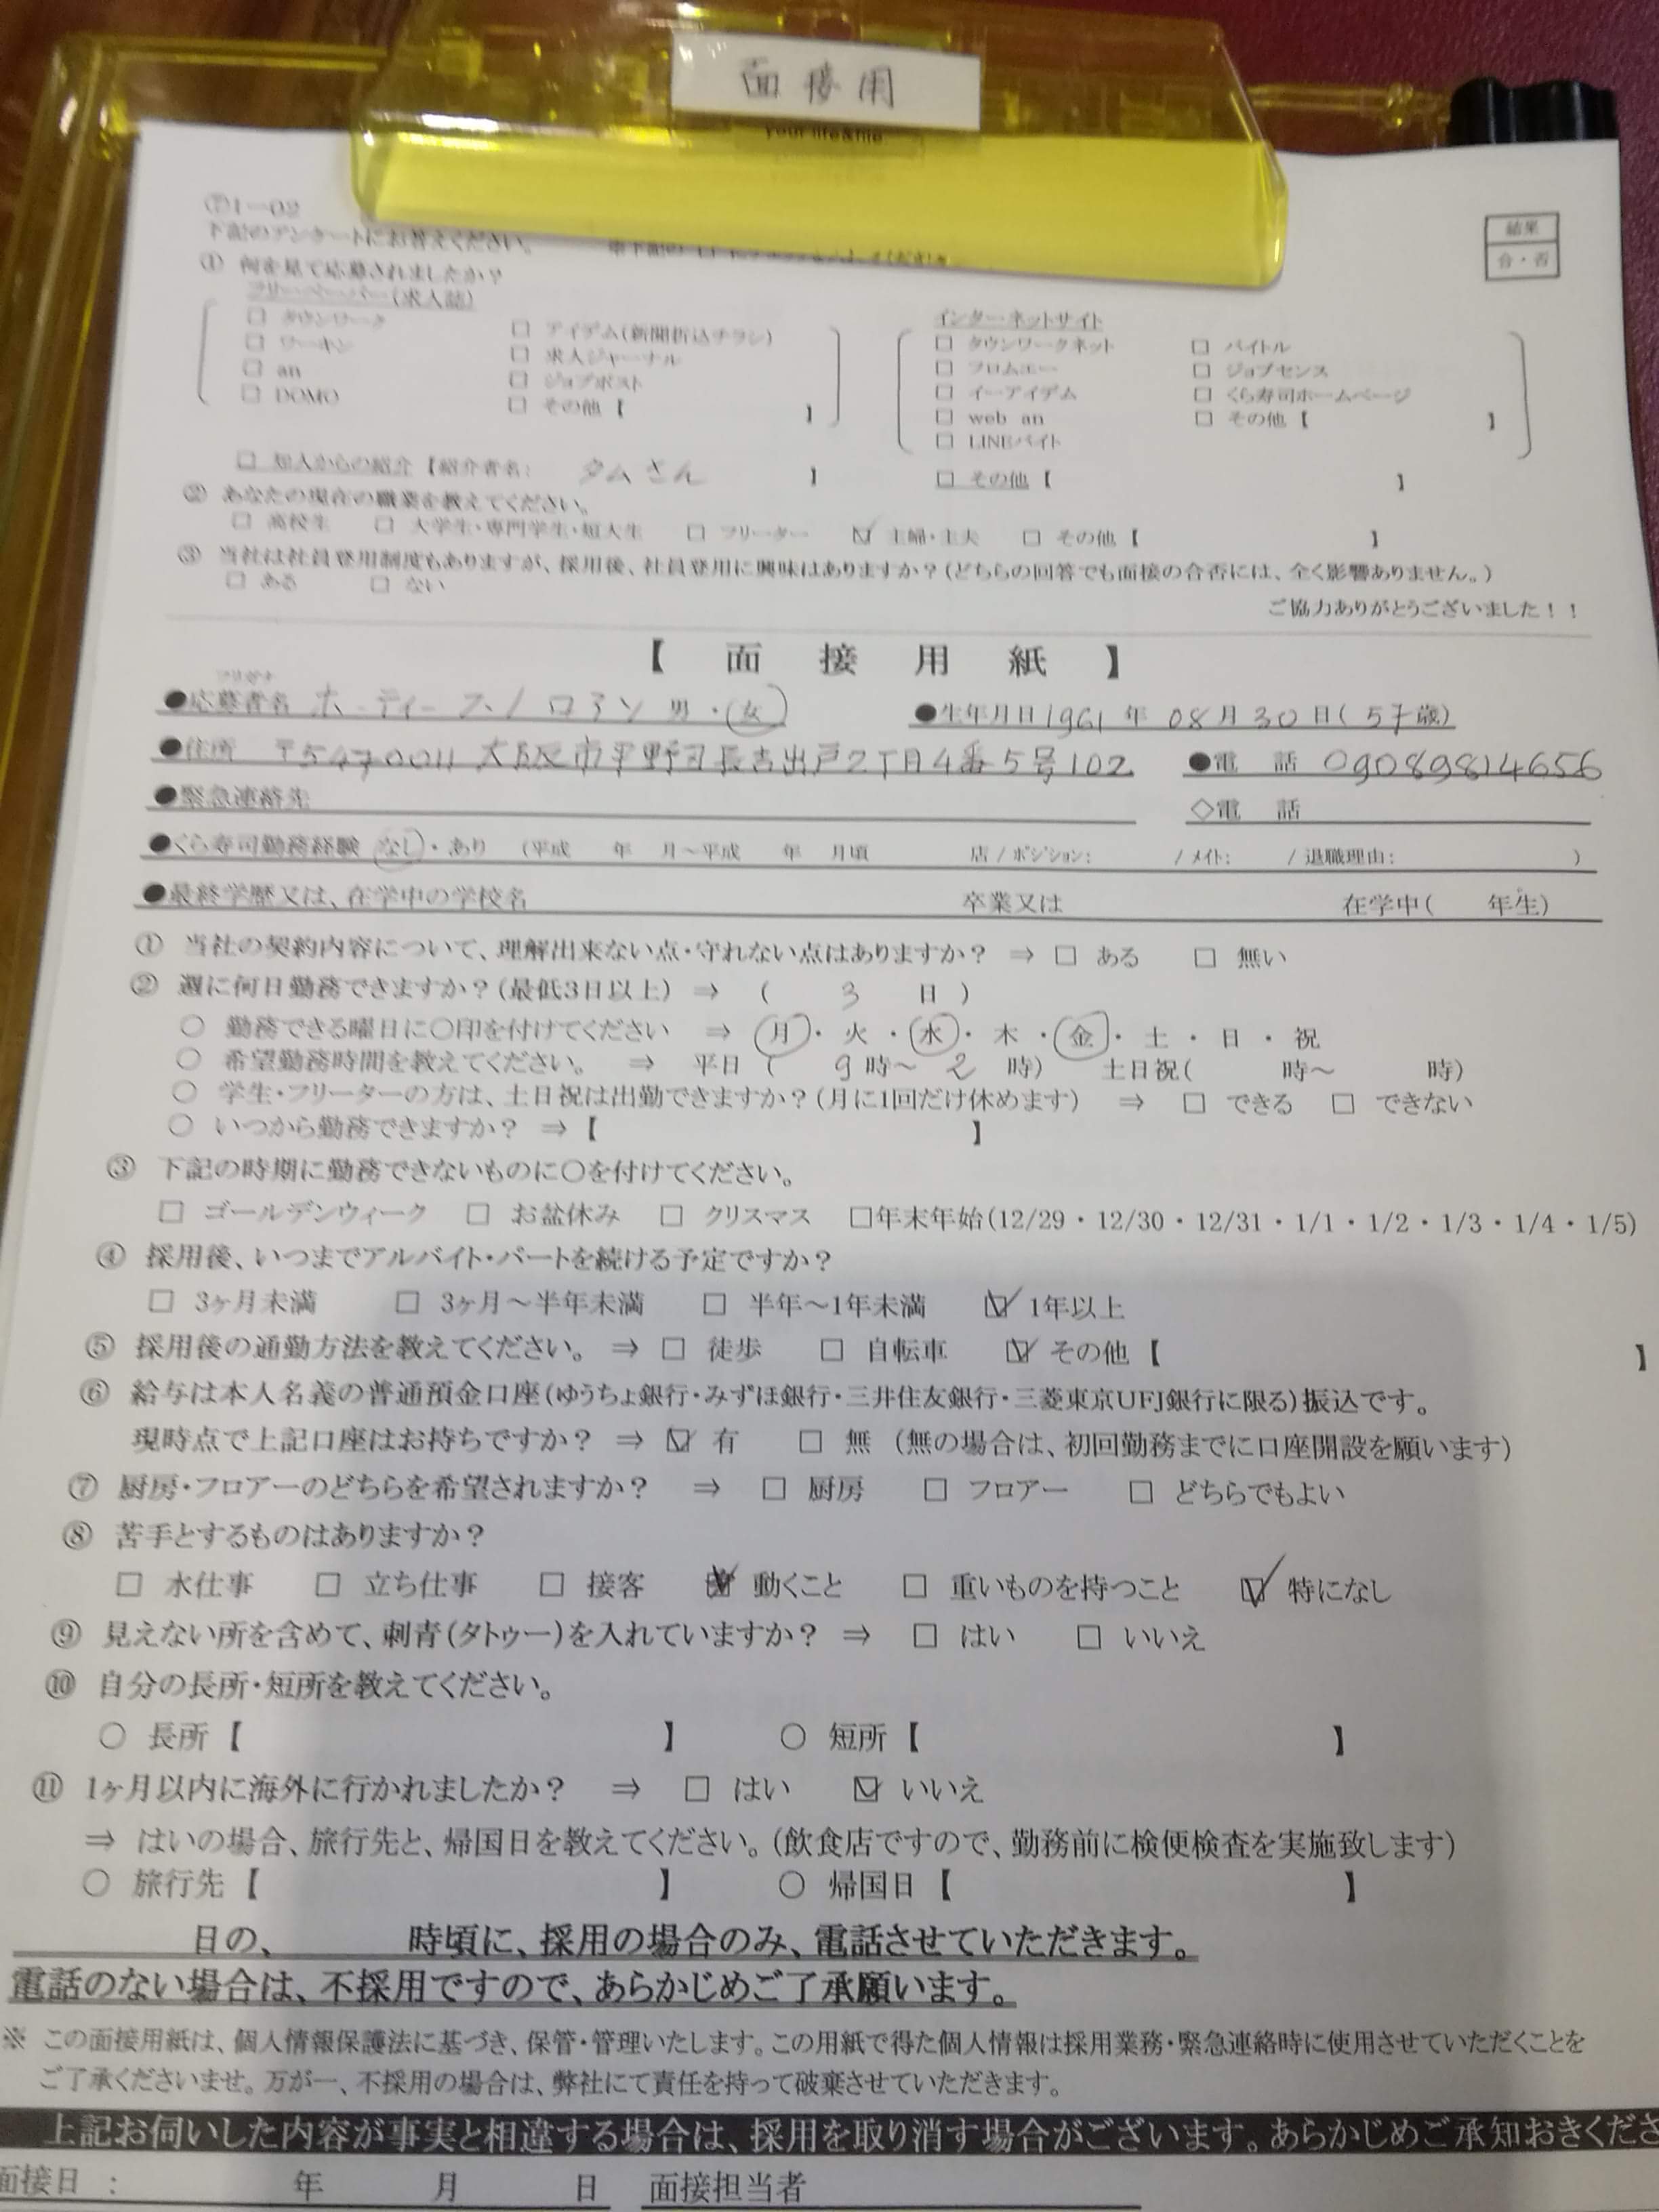 面接用
your life&file
①1-02
下記のアンケートにお答えください。
① 何を見て応募されましたか?
フリーペーパー(求人誌)
□ タウンワーク □ アイデム(新聞折込チラシ)
□ ワーキン □ 求人ジャーナル
□ an □ ジョブポスト
□ DOMO □ その他【 】
インターネットサイト
□ タウンワークネット □ バイトル
□ フロムエー □ ジョブセンス
□ イーアイデム □ くら寿司ホームページ
□ web an □ その他【 】
□ LINEバイト
結果
合・否
□ 知人からの紹介【紹介者名: タムさん 】 □ その他【 】
② あなたの現在の職業を教えてください。
□ 高校生 □ 大学生・専門学生・短大生 □ フリーター ☑ 主婦・主夫 □ その他【 】
③ 当社は社員登用制度もありますが、採用後、社員登用に興味はありますか?(どちらの回答でも面接の合否には、全く影響ありません。)
□ ある □ ない
ご協力ありがとうございました!!
【 面 接 用 紙 】
フリガナ
●応募者名 ホーティース/ロアン 男・女 ●生年月日1961年08月30日(57歳)
●住所 〒5470011 大阪市平野区長吉出戸2丁目4番5号102 ●電 話 09089814656
●緊急連絡先 ◇電 話
●くら寿司勤務経験 なし・あり (平成 年 月~平成 年 月頃 店/ポジション: /メイト: /退職理由: )
●最終学歴又は、在学中の学校名 卒業又は 在学中( 年生)
① 当社の契約内容について、理解出来ない点・守れない点はありますか? ⇒ □ ある □ 無い
② 週に何日勤務できますか?(最低3日以上) ⇒ ( 3 日 )
○ 勤務できる曜日に○印を付けてください ⇒ 月・火・水・木・金・土・日・祝
○ 希望勤務時間を教えてください。 ⇒ 平日( 9時~ 2 時) 土日祝( 時~ 時)
○ 学生・フリーターの方は、土日祝は出勤できますか?(月に1回だけ休めます) ⇒ □ できる □ できない
○ いつから勤務できますか? ⇒【 】
③ 下記の時期に勤務できないものに○を付けてください。
□ ゴールデンウィーク □ お盆休み □ クリスマス □年末年始(12/29・12/30・12/31・1/1・1/2・1/3・1/4・1/5)
④ 採用後、いつまでアルバイト・パートを続ける予定ですか?
□ 3ヶ月未満 □ 3ヶ月~半年未満 □ 半年~1年未満 ☑ 1年以上
⑤ 採用後の通勤方法を教えてください。 ⇒ □ 徒歩 □ 自転車 ☑ その他【 】
⑥ 給与は本人名義の普通預金口座(ゆうちょ銀行・みずほ銀行・三井住友銀行・三菱東京UFJ銀行に限る)振込です。
現時点で上記口座はお持ちですか? ⇒ ☑ 有 □ 無 (無の場合は、初回勤務までに口座開設を願います)
⑦ 厨房・フロアーのどちらを希望されますか? ⇒ □ 厨房 □ フロアー □ どちらでもよい
⑧ 苦手とするものはありますか?
□ 水仕事 □ 立ち仕事 □ 接客 ☑ 動くこと □ 重いものを持つこと ☑ 特になし
⑨ 見えない所を含めて、刺青(タトゥー)を入れていますか? ⇒ □ はい □ いいえ
⑩ 自分の長所・短所を教えてください。
○ 長所【 】 ○ 短所【 】
⑪ 1ヶ月以内に海外に行かれましたか? ⇒ □ はい ☑ いいえ
⇒ はいの場合、旅行先と、帰国日を教えてください。(飲食店ですので、勤務前に検便検査を実施致します)
○ 旅行先【 】 ○ 帰国日【 】
日の、 時頃に、採用の場合のみ、電話させていただきます。
電話のない場合は、不採用ですので、あらかじめご了承願います。
※ この面接用紙は、個人情報保護法に基づき、保管・管理いたします。この用紙で得た個人情報は採用業務・緊急連絡時に使用させていただくことを
ご了承くださいませ。万が一、不採用の場合は、弊社にて責任を持って破棄させていただきます。
上記お伺いした内容が事実と相違する場合は、採用を取り消す場合がございます。あらかじめご承知おきくださ
面接日 : 年 月 日 面接担当者